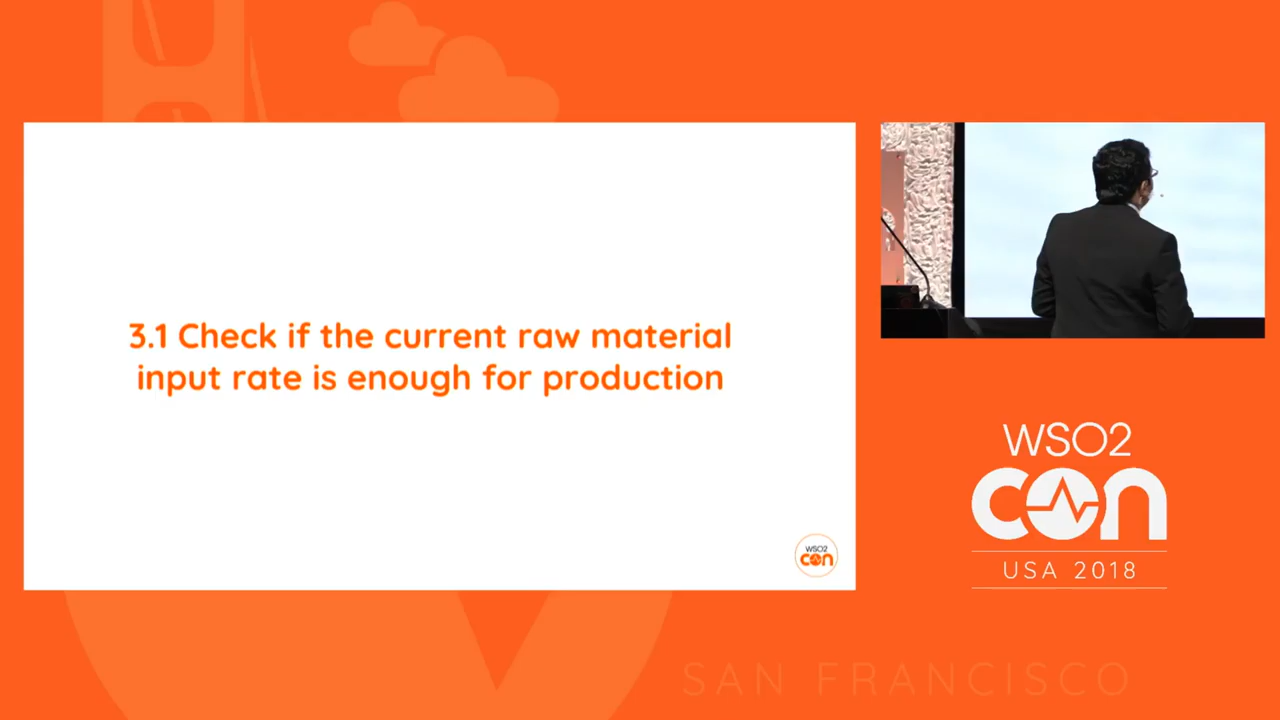 3.1 Check if the current raw material
input rate is enough for production
WSO2
con
WSO2
con
USA 2018
SAN FRANCISCO